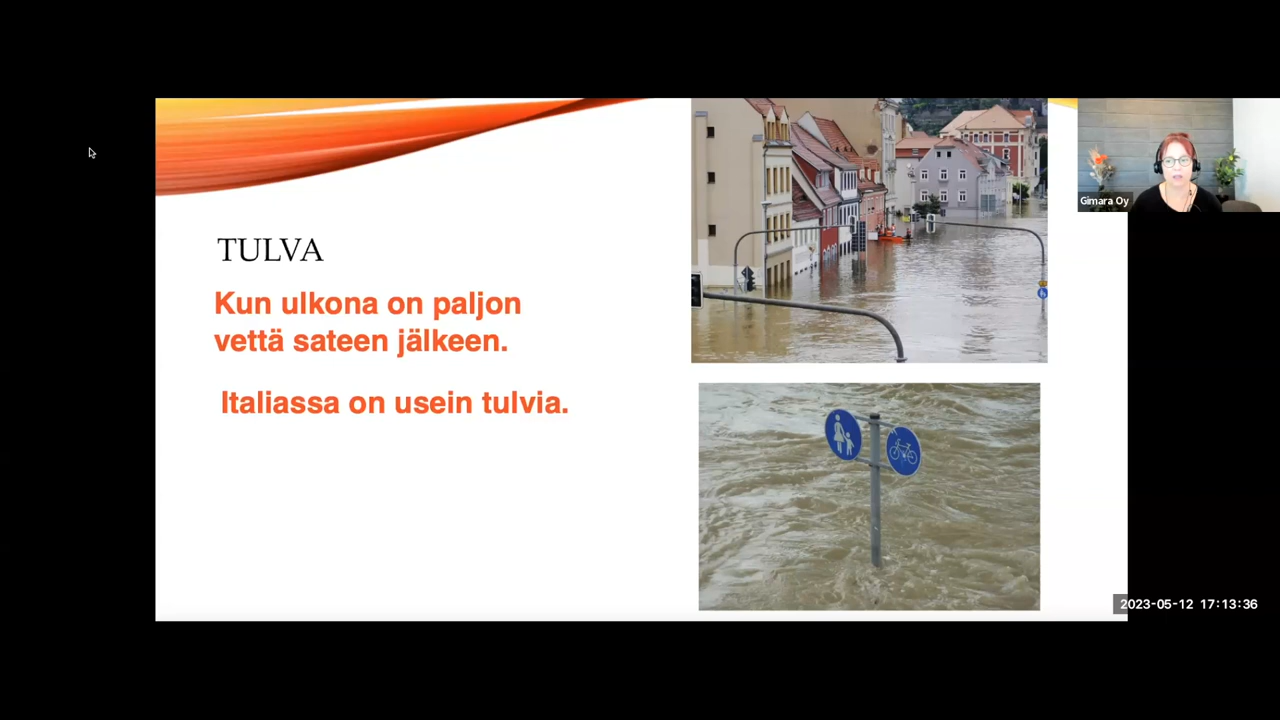 TULVA
Kun ulkona on paljon
vettä sateen jälkeen.
Italiassa on usein tulvia.
Gimara Oy
2023-05-12 17:13:36